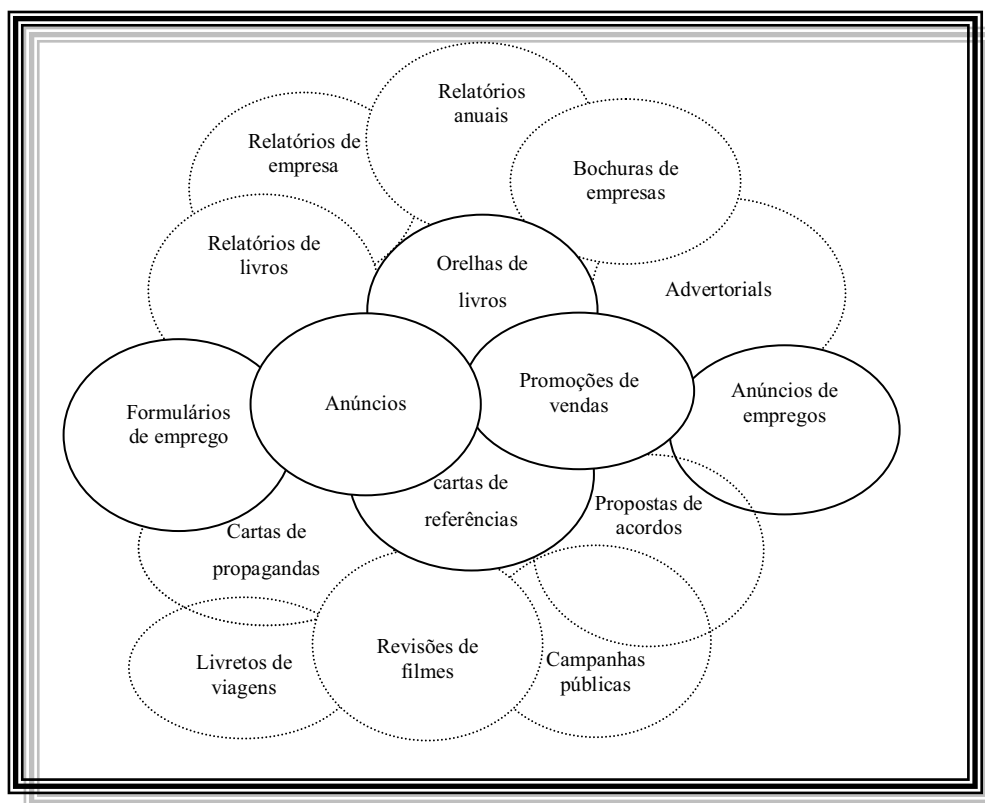 Relatórios
anuais
Relatórios de
empresa
Bochuras de
empresas
Relatórios de
livros
Orelhas de
livros
Advertorials
Formulários
de emprego
Anúncios
Promoções de
vendas
Anúncios de
empregos
cartas de
referências
Propostas de
acordos
Cartas de
propagandas
Livretos de
viagens
Revisões de
filmes
Campanhas
públicas